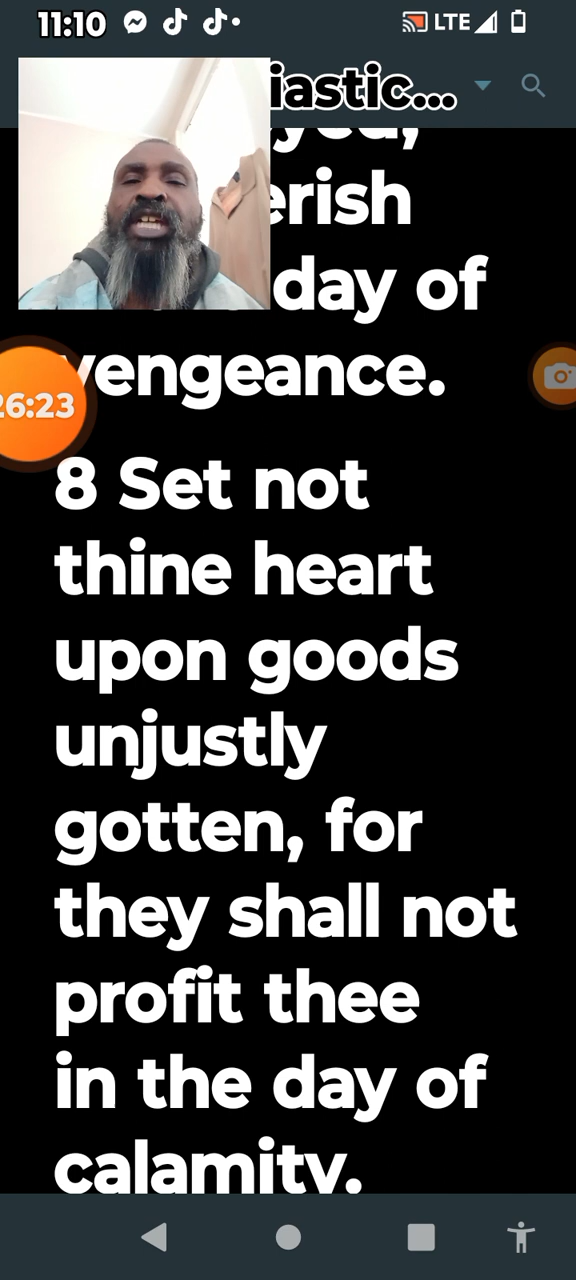 11:10
LTE
iastic...
yed,
erish
day of
vengeance.
26:23
8 Set not
thine heart
upon goods
unjustly
gotten, for
they shall not
profit thee
in the day of
calamity.